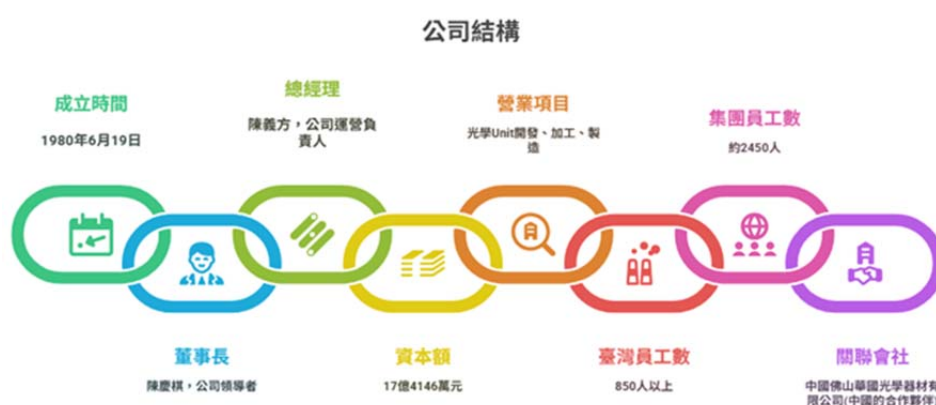 公司結構
成立時間
1980年6月19日
董事長
陳慶棋，公司領導者
總經理
陳義方，公司運營負
責人
資本額
17億4146萬元
營業項目
光學Unit開發、加工、製
造
臺灣員工數
850人以上
集團員工數
約2450人
關聯會社
中國佛山華國光學器材有
限公司(中國的合作夥伴